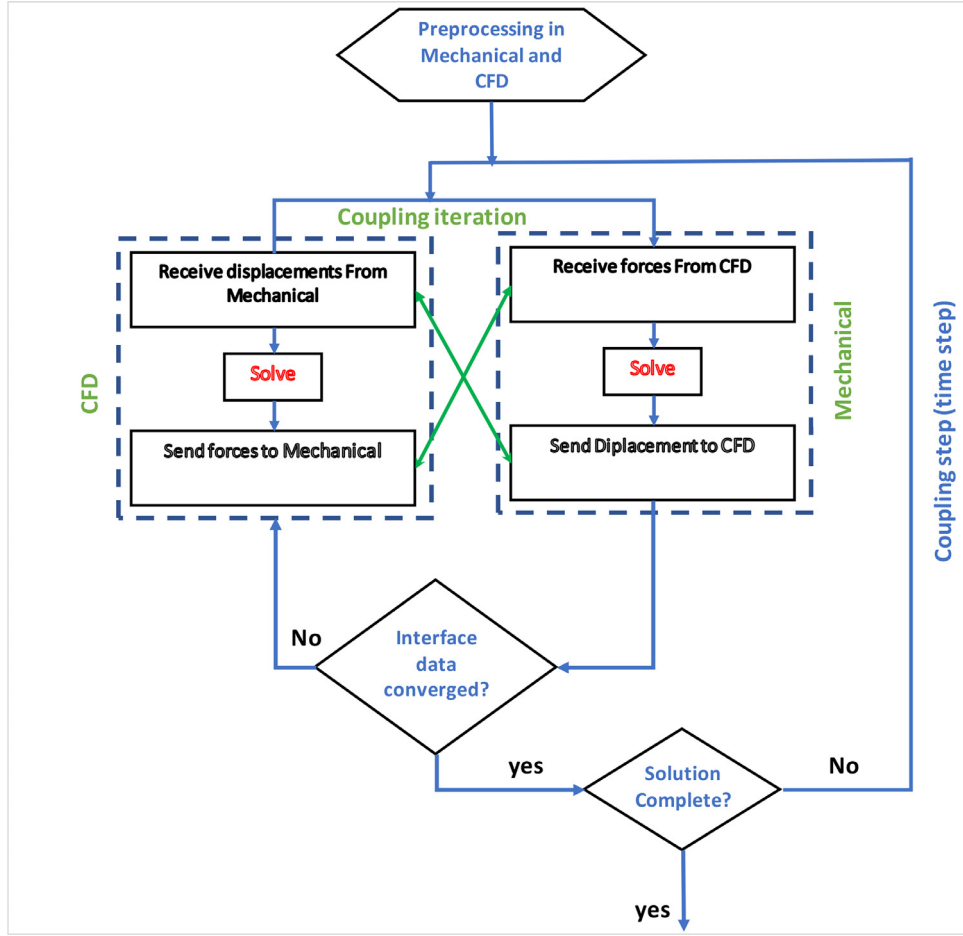 Preprocessing in
Mechanical and
CFD
Coupling iteration
Receive displacements From
Mechanical
Solve
Send forces to Mechanical
CFD
Receive forces From CFD
Solve
Send Diplacement to CFD
Mechanical
Coupling step (time step)
No
Interface
data
converged?
yes
Solution
Complete?
No
yes